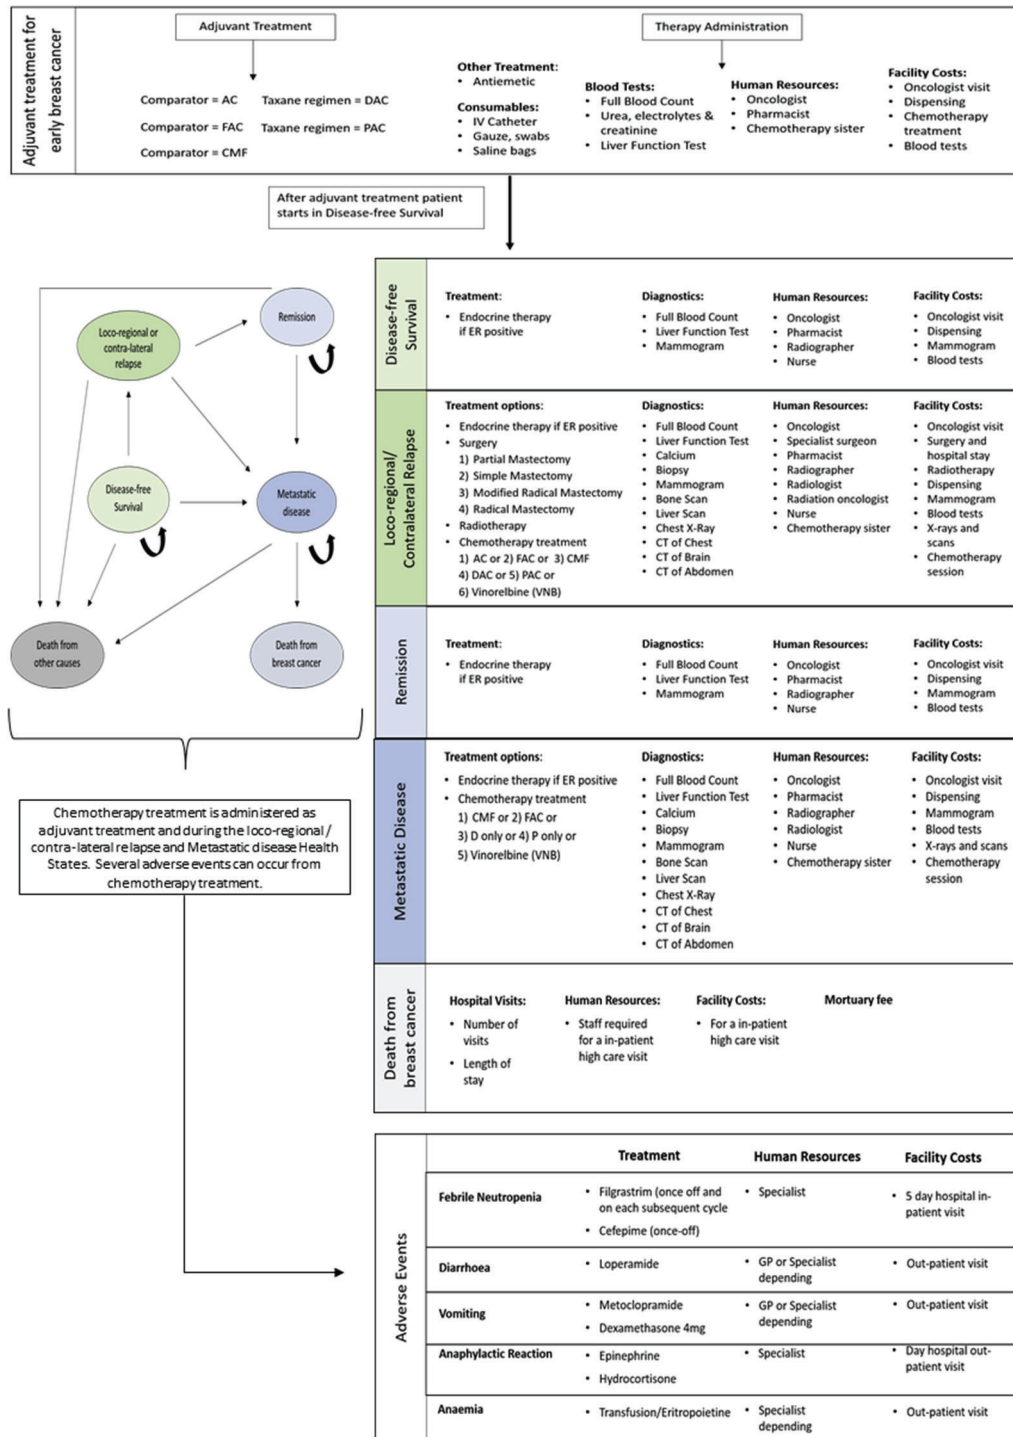 Adjuvant treatment for
early breast cancer
Adjuvant Treatment
Comparator = AC
Taxane regimen = DAC
Comparator = FAC
Taxane regimen = PAC
Comparator = CMF
Therapy Administration
Other Treatment:
• Antiemetic
Consumables:
• IV Catheter
• Gauze, swabs
• Saline bags
Blood Tests:
• Full Blood Count
• Urea, electrolytes &
creatinine
• Liver Function Test
Human Resources:
• Oncologist
• Pharmacist
• Chemotherapy sister
Facility Costs:
• Oncologist visit
• Dispensing
• Chemotherapy
treatment
• Blood tests
After adjuvant treatment patient
starts in Disease-free Survival
Remission
Loco-regional or
contra-lateral
relapse
Disease-free
Survival
Metastatic
disease
Death from
other causes
Death from
breast cancer
Chemotherapy treatment is administered as
adjuvant treatment and during the loco-regional /
contra-lateral relapse and Metastatic disease Health
States. Several adverse events can occur from
chemotherapy treatment.
Disease-free
Survival
Treatment:
• Endocrine therapy
if ER positive
Diagnostics:
• Full Blood Count
• Liver Function Test
• Mammogram
Human Resources:
• Oncologist
• Pharmacist
• Radiographer
• Nurse
Facility Costs:
• Oncologist visit
• Dispensing
• Mammogram
• Blood tests
Loco-regional/
Contralateral Relapse
Treatment options:
• Endocrine therapy if ER positive
• Surgery
1) Partial Mastectomy
2) Simple Mastectomy
3) Modified Radical Mastectomy
4) Radical Mastectomy
• Radiotherapy
• Chemotherapy treatment
1) AC or 2) FAC or 3) CMF
4) DAC or 5) PAC or
6) Vinorelbine (VNB)
Diagnostics:
• Full Blood Count
• Liver Function Test
• Calcium
• Biopsy
• Mammogram
• Bone Scan
• Liver Scan
• Chest X-Ray
• CT of Chest
• CT of Brain
• CT of Abdomen
Human Resources:
• Oncologist
• Specialist surgeon
• Pharmacist
• Radiographer
• Radiologist
• Radiation oncologist
• Nurse
• Chemotherapy sister
Facility Costs:
• Oncologist visit
• Surgery and
hospital stay
• Radiotherapy
• Dispensing
• Mammogram
• Blood tests
• X-rays and
scans
• Chemotherapy
session
Remission
Treatment:
• Endocrine therapy
if ER positive
Diagnostics:
• Full Blood Count
• Liver Function Test
• Mammogram
Human Resources:
• Oncologist
• Pharmacist
• Radiographer
• Nurse
Facility Costs:
• Oncologist visit
• Dispensing
• Mammogram
• Blood tests
Metastatic Disease
Treatment options:
• Endocrine therapy if ER positive
• Chemotherapy treatment
1) CMF or 2) FAC or
3) D only or 4) P only or
5) Vinorelbine (VNB)
Diagnostics:
• Full Blood Count
• Liver Function Test
• Calcium
• Biopsy
• Mammogram
• Bone Scan
• Liver Scan
• Chest X-Ray
• CT of Chest
• CT of Brain
• CT of Abdomen
Human Resources:
• Oncologist
• Pharmacist
• Radiographer
• Radiologist
• Nurse
• Chemotherapy sister
Facility Costs:
• Oncologist visit
• Dispensing
• Mammogram
• Blood tests
• X-rays and scans
• Chemotherapy
session
Death from
breast cancer
Hospital Visits:
• Number of
visits
• Length of
stay
Human Resources:
• Staff required
for a in-patient
high care visit
Facility Costs:
• For a in-patient
high care visit
Mortuary fee
Adverse Events
Treatment
Human Resources
Facility Costs
Febrile Neutropenia
• Filgrastrim (once off and
on each subsequent cycle
• Cefepime (once-off)
• Specialist
• 5 day hospital in-
patient visit
Diarrhoea
• Loperamide
• GP or Specialist
depending
• Out-patient visit
Vomiting
• Metoclopramide
• Dexamethasone 4mg
• GP or Specialist
depending
• Out-patient visit
Anaphylactic Reaction
• Epinephrine
• Hydrocortisone
• Specialist
• Day hospital out-
patient visit
Anaemia
• Transfusion/Eritropoietine
• Specialist
depending
• Out-patient visit